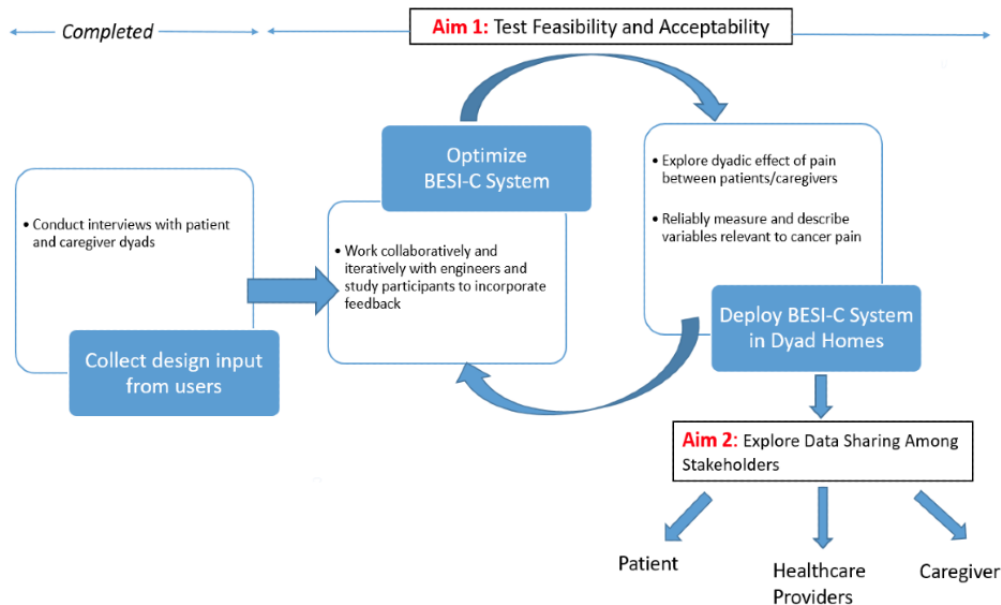 Completed
Aim 1: Test Feasibility and Acceptability
• Conduct interviews with patient
and caregiver dyads
Collect design input
from users
Optimize
BESI-C System
• Work collaboratively and
iteratively with engineers and
study participants to incorporate
feedback
• Explore dyadic effect of pain
between patients/caregivers
• Reliably measure and describe
variables relevant to cancer pain
Deploy BESI-C System
in Dyad Homes
Aim 2: Explore Data Sharing Among
Stakeholders
Patient
Healthcare
Providers
Caregiver